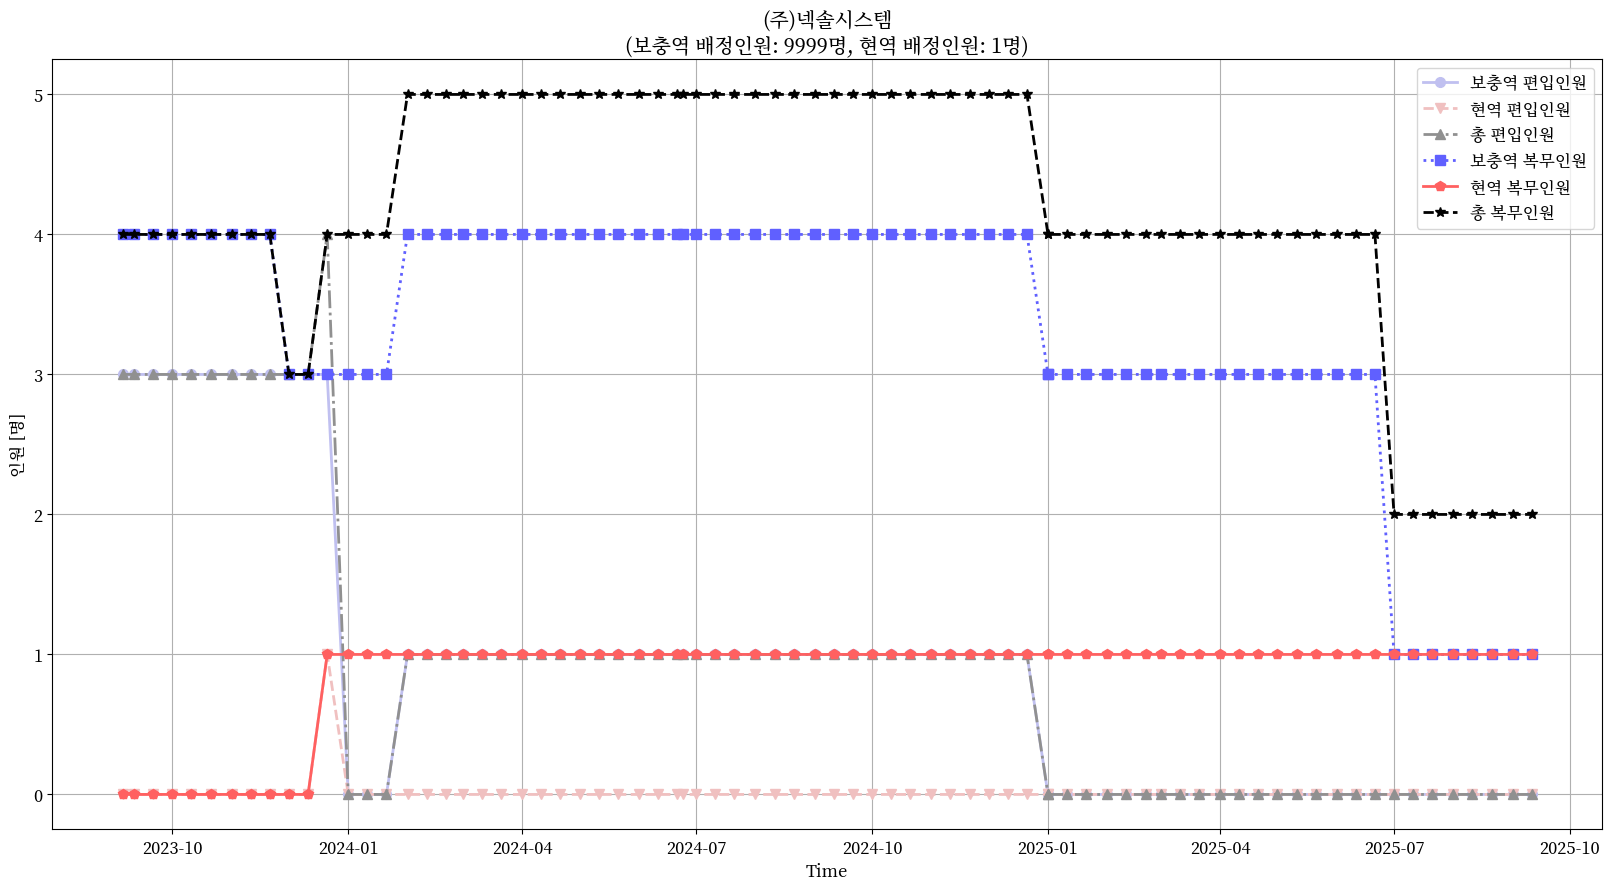 (주)넥솔시스템
(보충역 배정인원: 9999명, 현역 배정인원: 1명)
보충역 편입인원
현역 편입인원
총 편입인원
보충역 복무인원
현역 복무인원
총 복무인원
인원 [명]
5
4
3
2
1
0
2023-10
2024-01
2024-04
2024-07
2024-10
2025-01
2025-04
2025-07
2025-10
Time